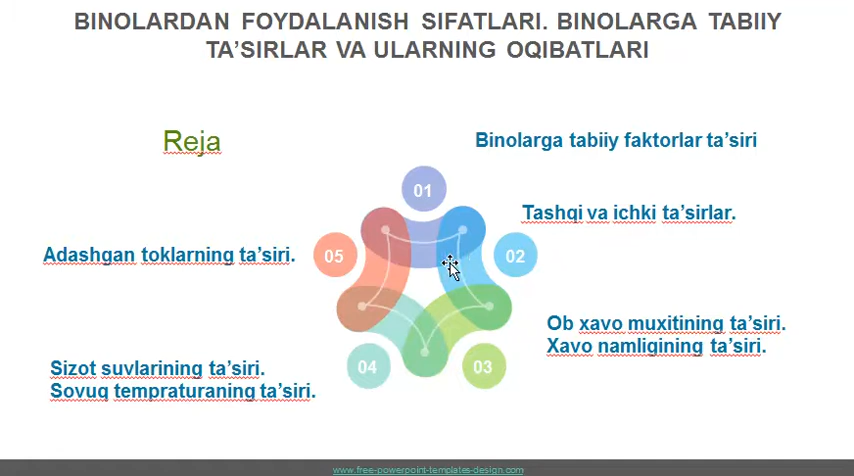 BINOLARDAN FOYDALANISH SIFATLARI. BINOLARGA TABIIY
TA’SIRLAR VA ULARNING OQIBATLARI
Reja
Binolarga tabiiy faktorlar ta’siri
01
Tashqi va ichki ta’sirlar.
02
Adashgan toklarning ta’siri.
05
Ob xavo muxitining ta’siri.
Xavo namligining ta’siri.
03
04
Sizot suvlarining ta’siri.
Sovuq tempraturaning ta’siri.
www.free-powerpoint-templates-design.com